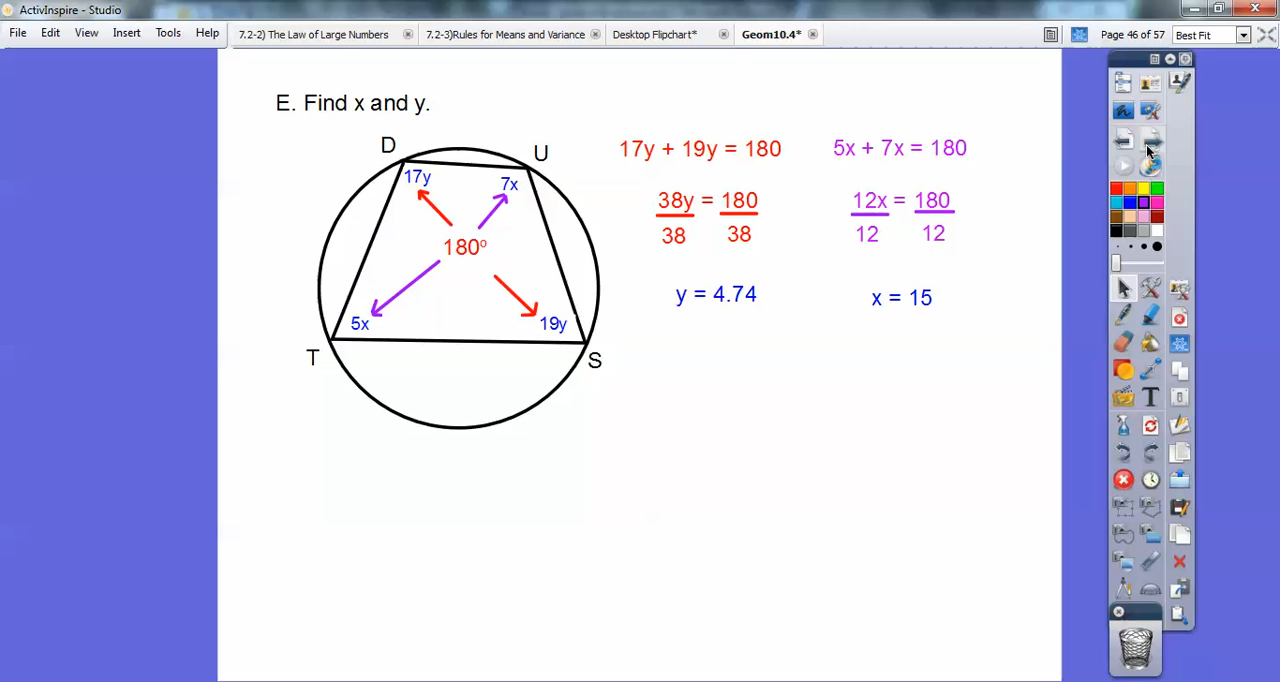 ActivInspire - Studio
File Edit View Insert Tools Help 7.2-2) The Law of Large Numbers 7.2-3)Rules for Means and Variance Desktop Flipchart* Geom10.4* Page 46 of 57 Best Fit
E. Find x and y.
D U
17y 7x
180°
5x 19y
T S
17y + 19y = 180
38y = 180
38 38
y = 4.74
5x + 7x = 180
12x = 180
12 12
x = 15